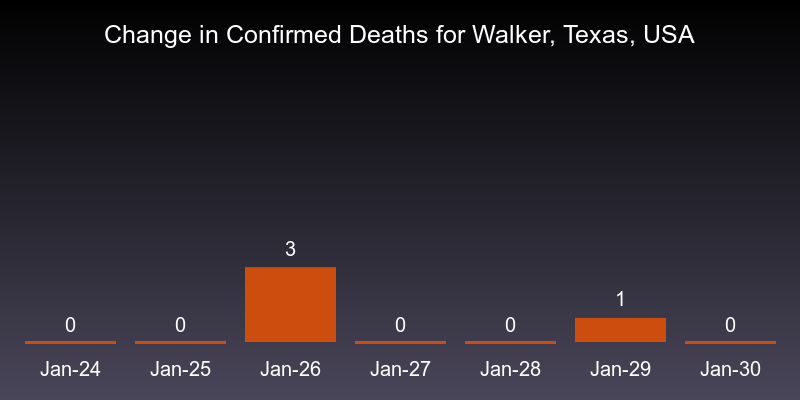 Change in Confirmed Deaths for Walker, Texas, USA
0 0 3 0 0 1 0
Jan-24 Jan-25 Jan-26 Jan-27 Jan-28 Jan-29 Jan-30